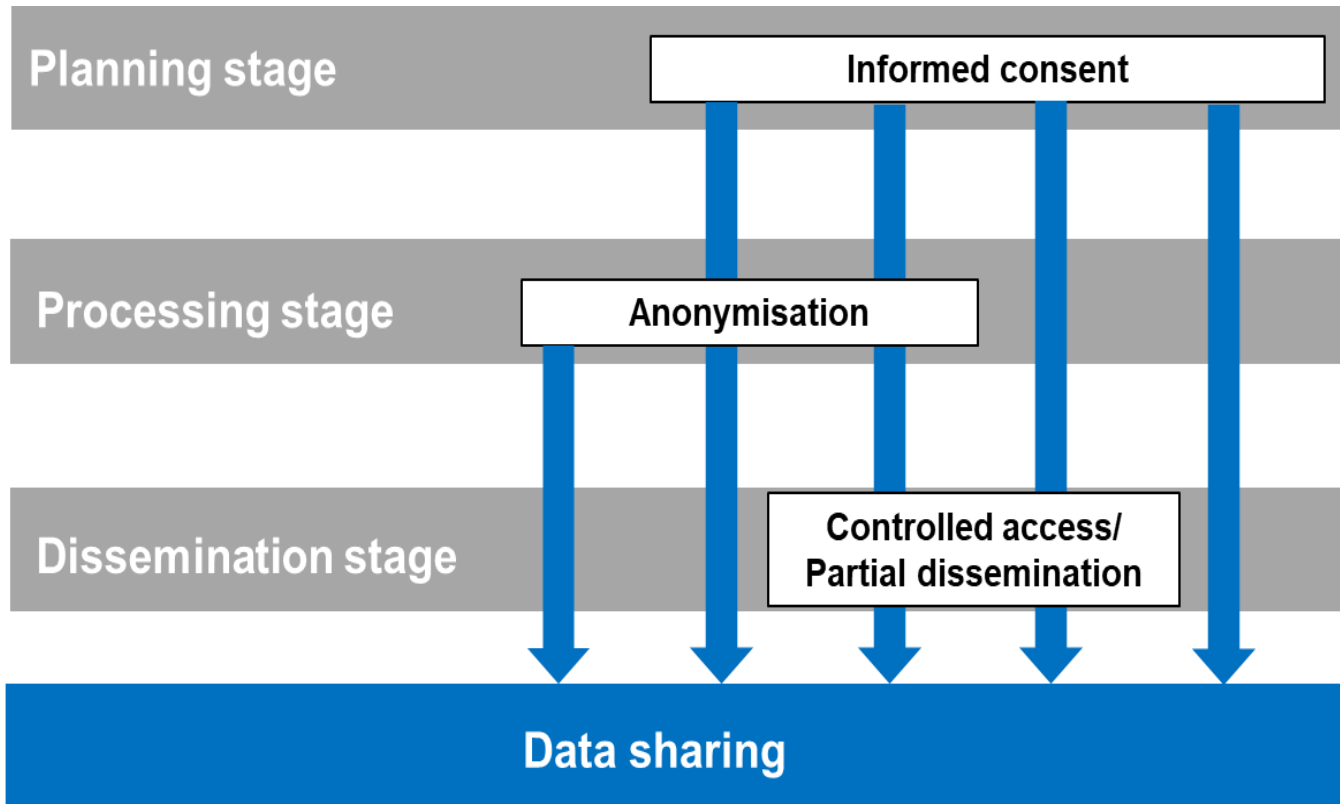 Planning stage
Informed consent
Processing stage
Anonymisation
Dissemination stage
Controlled access/
Partial dissemination
Data sharing